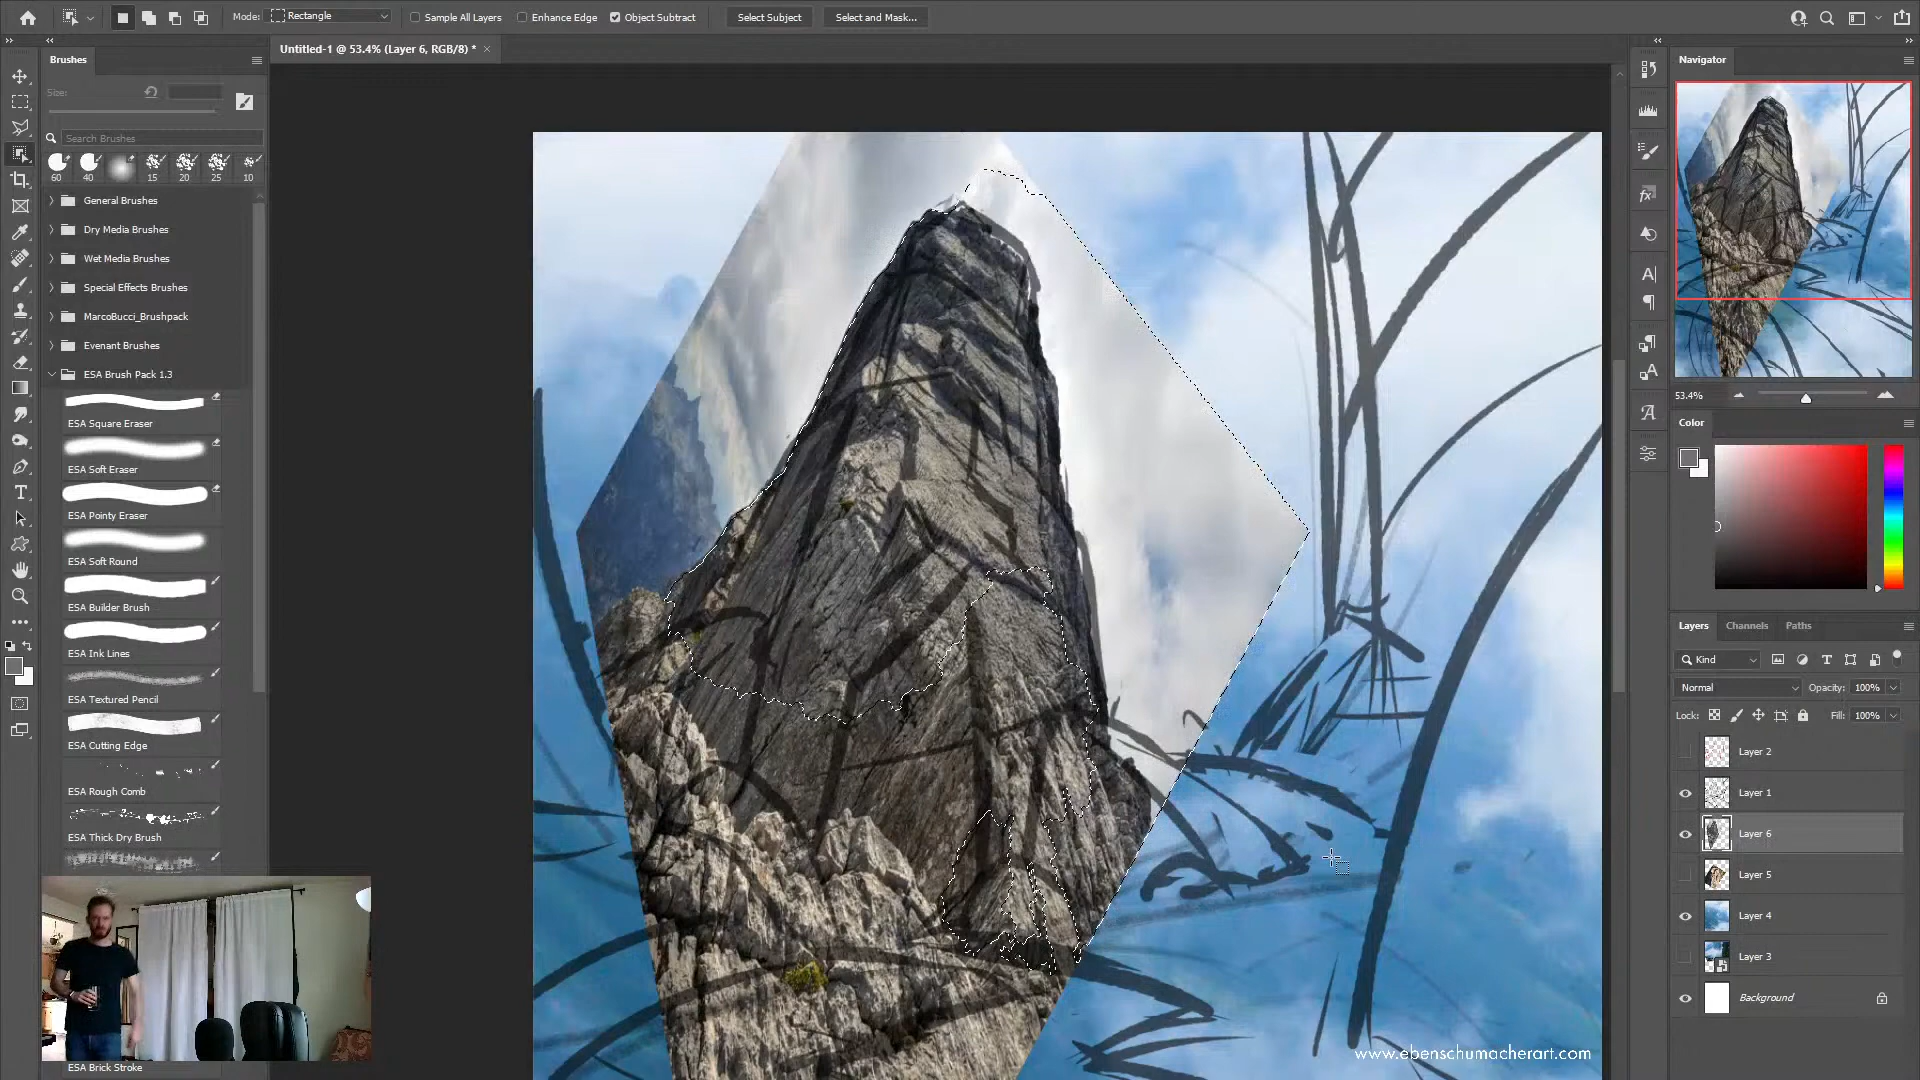 Mode: Rectangle Sample All Layers Enhance Edge Object Subtract Select Subject Select and Mask...
Untitled-1 @ 53.4% (Layer 6, RGB/8) *
Brushes
Size:
Search Brushes
60 40 15 20 25 10
General Brushes
Dry Media Brushes
Wet Media Brushes
Special Effects Brushes
MarcoBucci_Brushpack
Evenant Brushes
ESA Brush Pack 1.3
ESA Square Eraser
ESA Soft Eraser
ESA Pointy Eraser
ESA Soft Round
ESA Builder Brush
ESA Ink Lines
ESA Textured Pencil
ESA Cutting Edge
ESA Rough Comb
ESA Thick Dry Brush
ESA Brick Stroke
Navigator
53.4%
Color
Layers Channels Paths
Kind
Normal Opacity: 100%
Lock: Fill: 100%
Layer 2
Layer 1
Layer 6
Layer 5
Layer 4
Layer 3
Background
www.ebenschumacherart.com